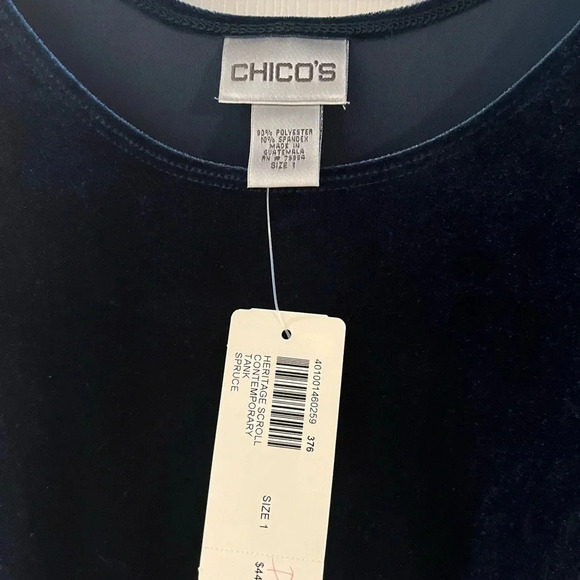 CHICO'S
90% POLYESTER
10% SPANDEX
MADE IN
GUATEMALA
RN # 79984
SIZE 1
401001460259 376
HERITAGE SCROLL
CONTEMPORARY
TANK
SPRUCE
SIZE 1
$44